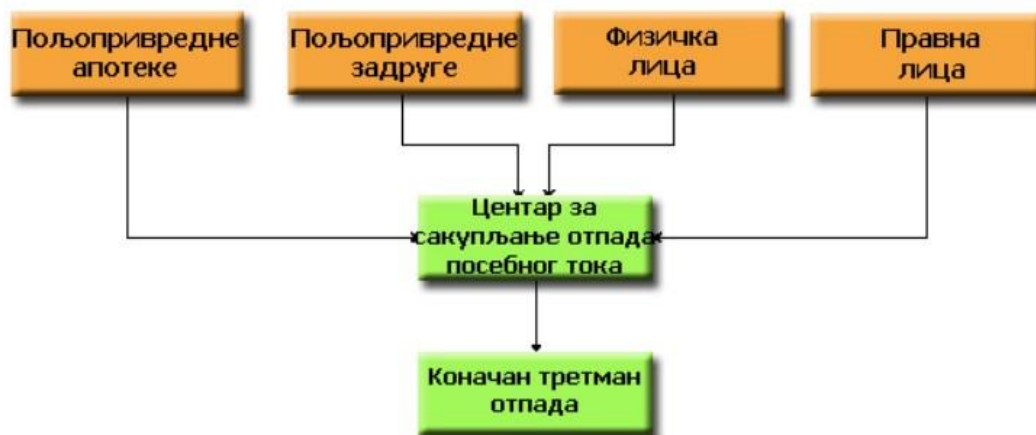 Пољопривредне
апотеке
Пољопривредне
задруге
Физичка
лица
Правна
лица
Центар за
сакупљање отпада
посебног тока
Коначан третман
отпада